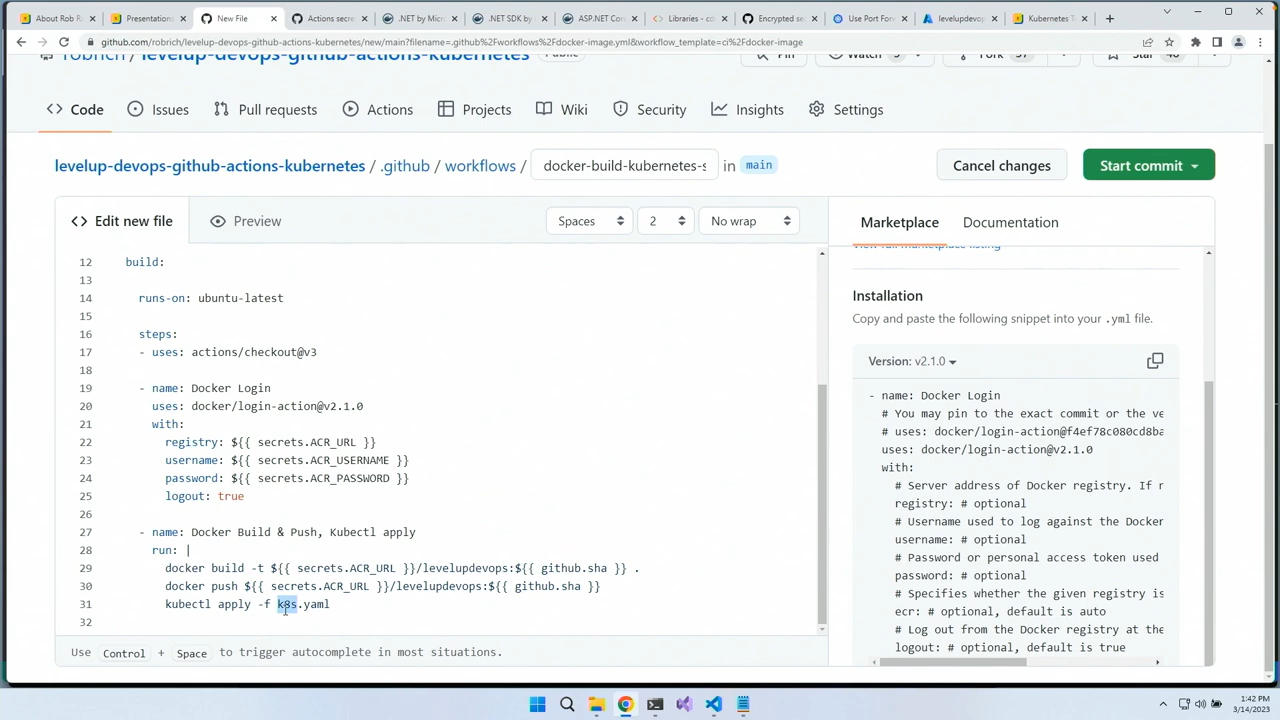 About Rob R
Presentations
New File
Actions secre
.NET by Micro
.NET SDK by
ASP.NET Core
Libraries - co
Encrypted se
Use Port Forw
levelupdevop
Kubernetes T
github.com/robrich/levelup-devops-github-actions-kubernetes/new/main?filename=.github%2Fworkflows%2Fdocker-image.yml&workflow_template=ci%2Fdocker-image
robrich / levelup-devops-github-actions-kubernetes Public
Pin Watch 5 Fork 57 Star
Code Issues Pull requests Actions Projects Wiki Security Insights Settings
levelup-devops-github-actions-kubernetes / .github / workflows / docker-build-kubernetes-s in main Cancel changes Start commit
Edit new file Preview Spaces 2 No wrap
12 build:
13
14 runs-on: ubuntu-latest
15
16 steps:
17 - uses: actions/checkout@v3
18
19 - name: Docker Login
20 uses: docker/login-action@v2.1.0
21 with:
22 registry: ${{ secrets.ACR_URL }}
23 username: ${{ secrets.ACR_USERNAME }}
24 password: ${{ secrets.ACR_PASSWORD }}
25 logout: true
26
27 - name: Docker Build & Push, Kubectl apply
28 run: |
29 docker build -t ${{ secrets.ACR_URL }}/levelupdevops:${{ github.sha }} .
30 docker push ${{ secrets.ACR_URL }}/levelupdevops:${{ github.sha }}
31 kubectl apply -f k8s.yaml
32
Use Control + Space to trigger autocomplete in most situations.
Marketplace Documentation
View full marketplace listing
Installation
Copy and paste the following snippet into your .yml file.
Version: v2.1.0
- name: Docker Login
# You may pin to the exact commit or the ve
# uses: docker/login-action@f4ef78c080cd8ba
uses: docker/login-action@v2.1.0
with:
# Server address of Docker registry. If n
registry: # optional
# Username used to log against the Docker
username: # optional
# Password or personal access token used
password: # optional
# Specifies whether the given registry is
ecr: # optional, default is auto
# Log out from the Docker registry at the
logout: # optional, default is true
1:42 PM
3/14/2023